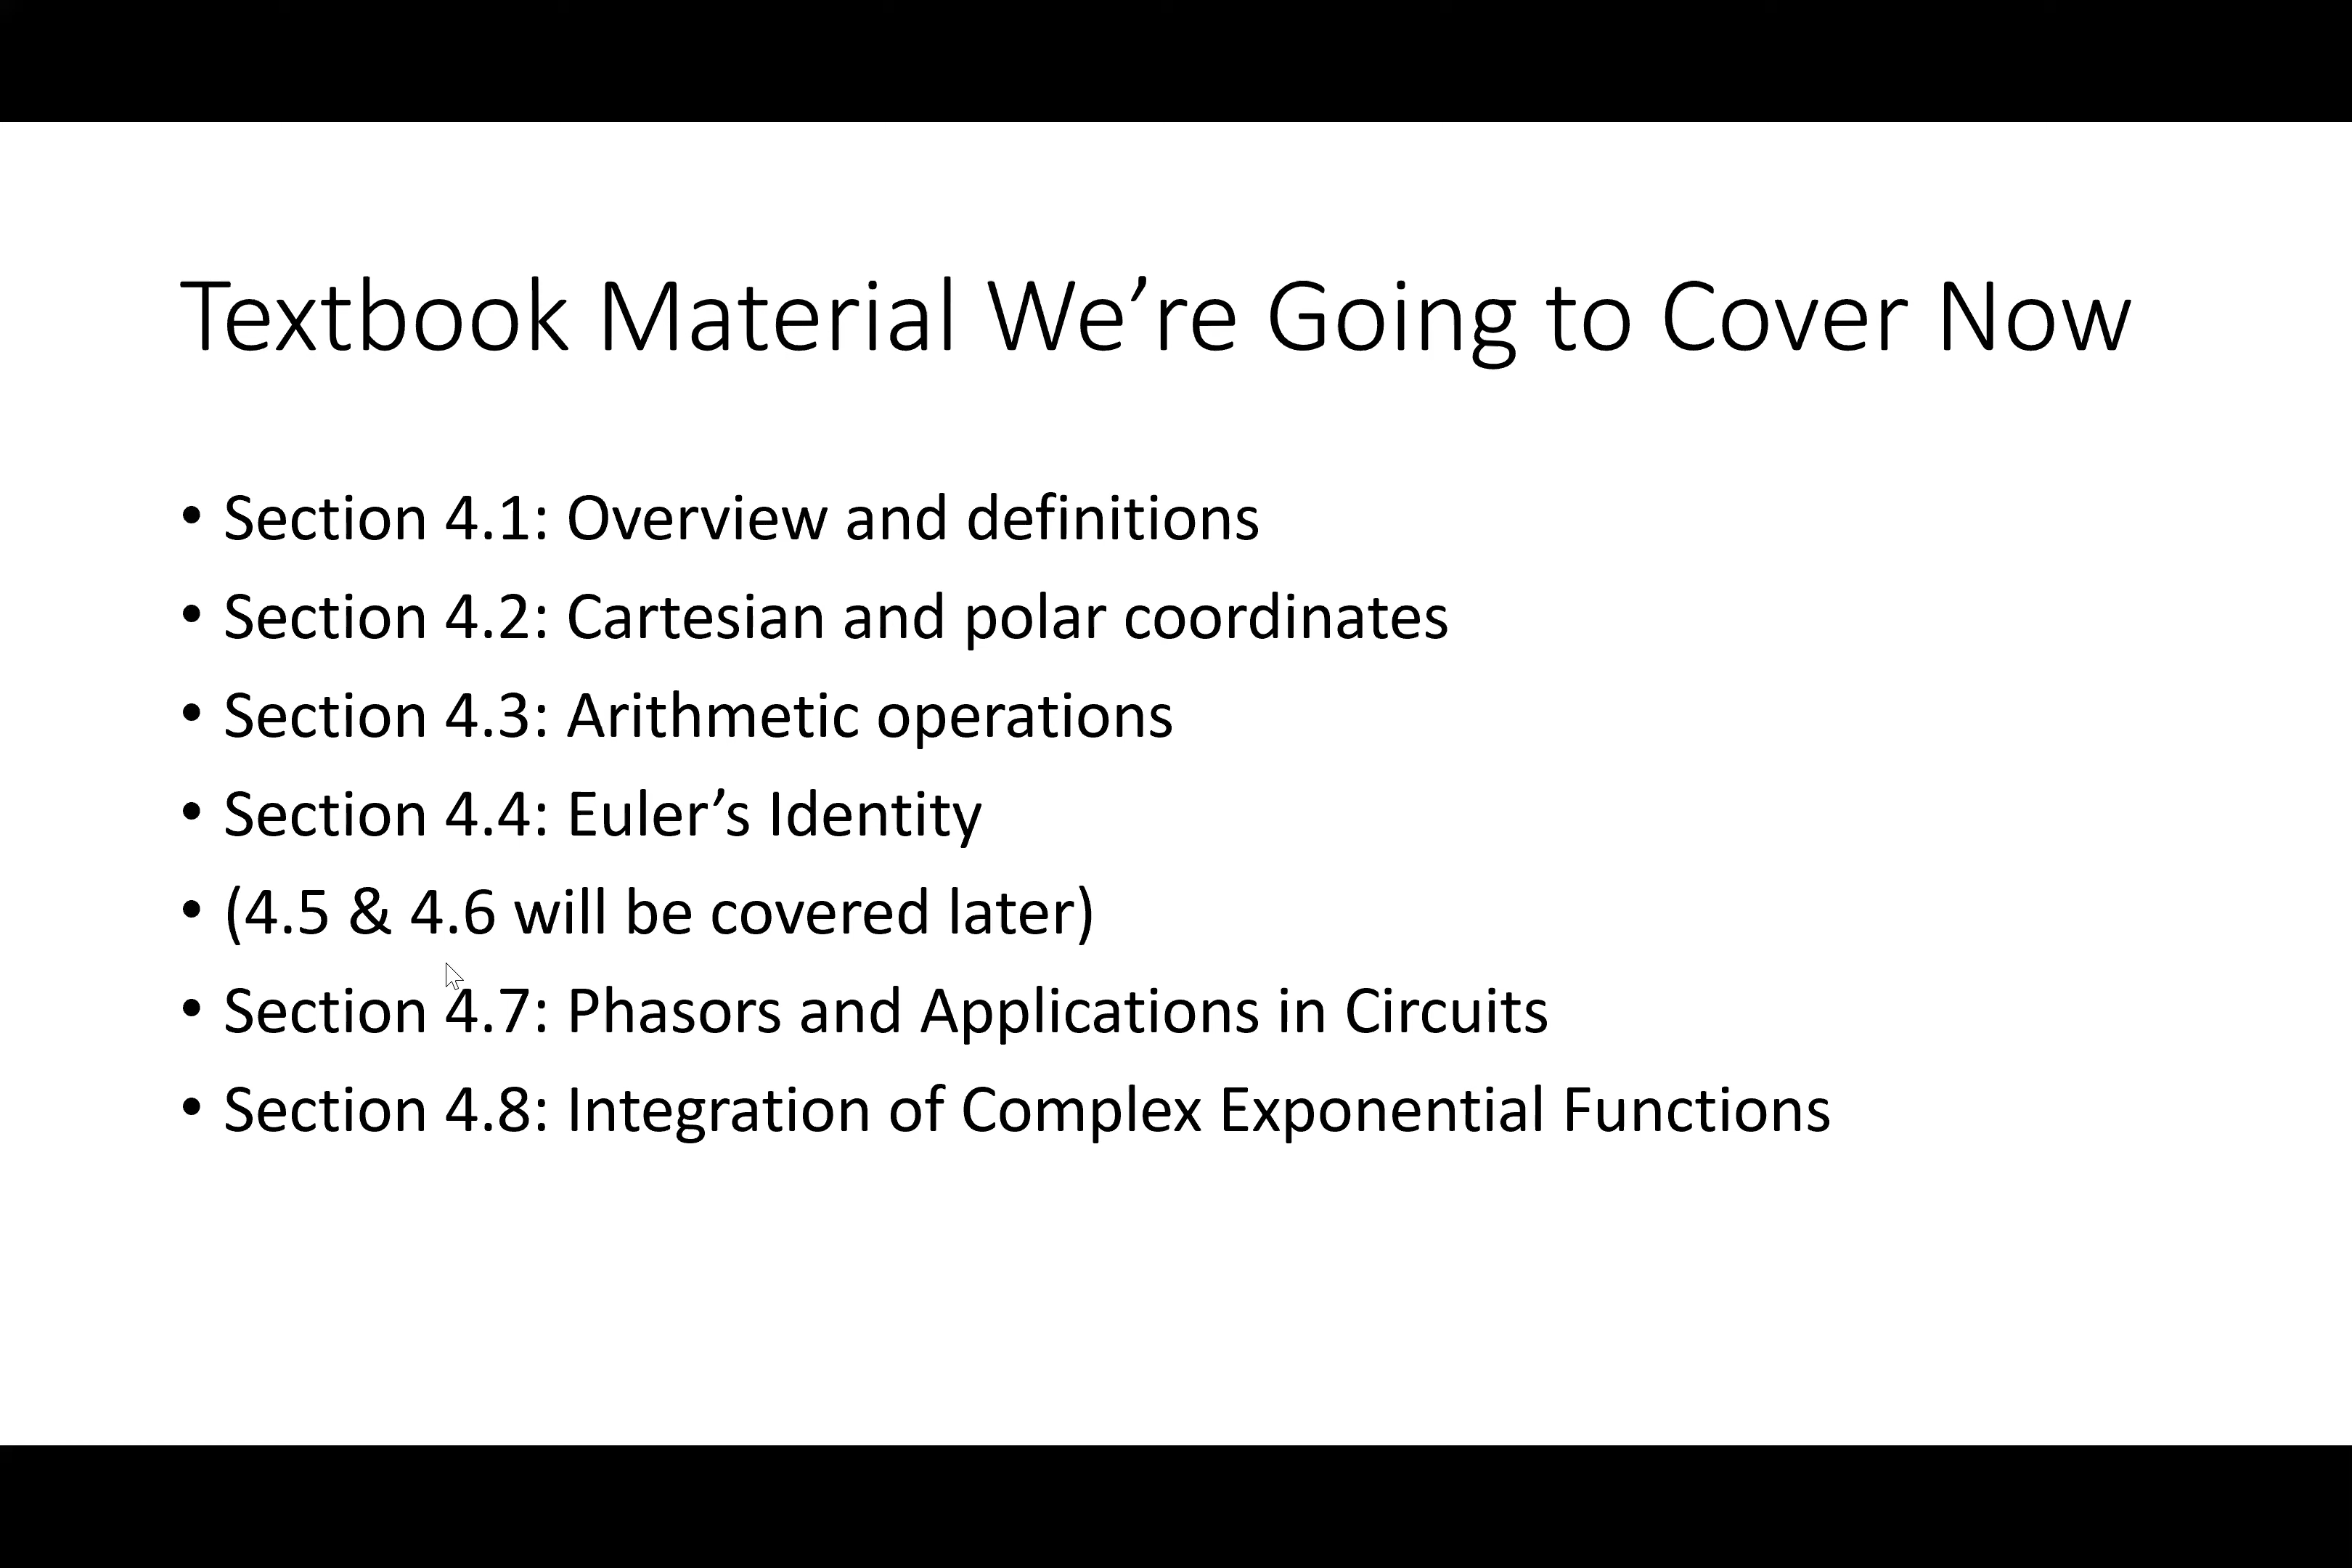 Textbook Material We’re Going to Cover Now
• Section 4.1: Overview and definitions
• Section 4.2: Cartesian and polar coordinates
• Section 4.3: Arithmetic operations
• Section 4.4: Euler’s Identity
• (4.5 & 4.6 will be covered later)
• Section 4.7: Phasors and Applications in Circuits
• Section 4.8: Integration of Complex Exponential Functions